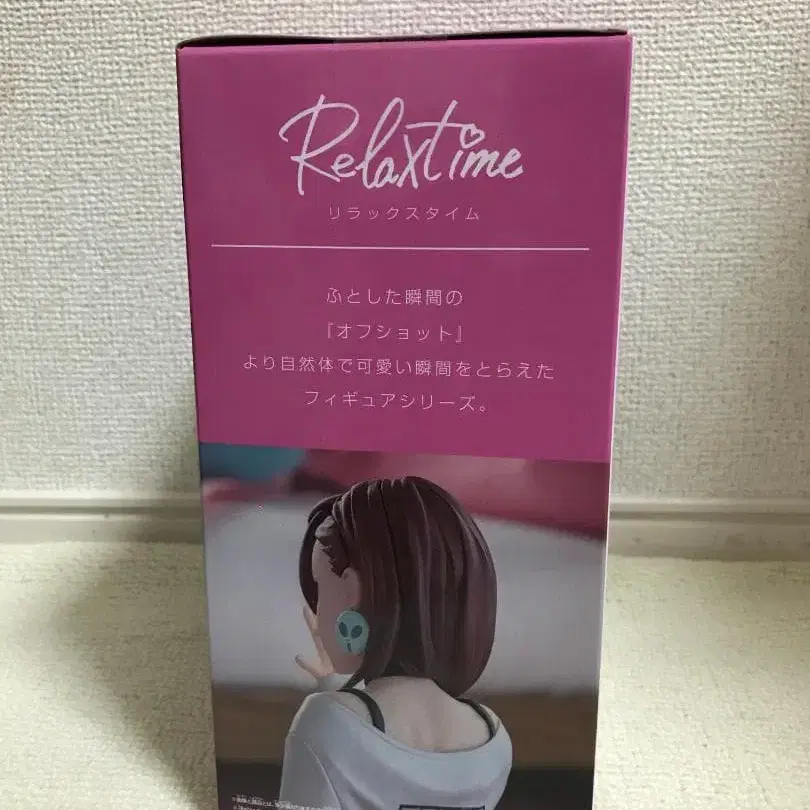 Relaxtime
リラックスタイム
ふとした瞬間の
『オフショット』
より自然体で可愛い瞬間をとらえた
フィギュアシリーズ。